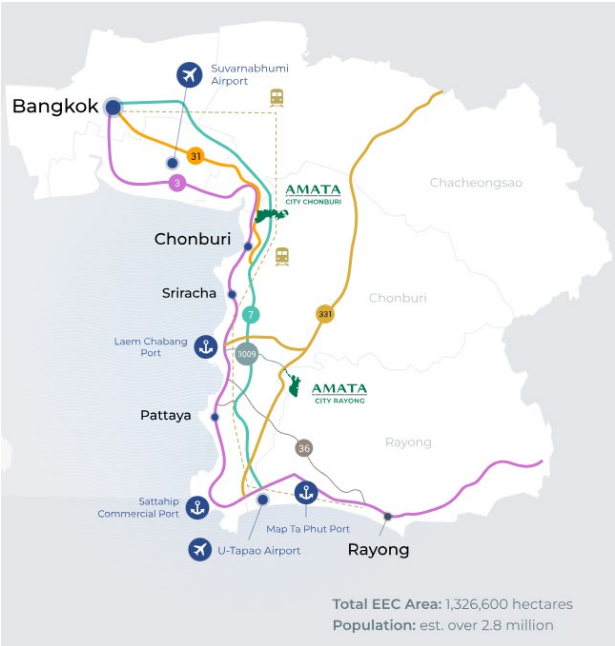 Suvarnabhumi
Airport
Bangkok
31
3
AMATA
CITY CHONBURI
Chacheongsao
Chonburi
Sriracha
Chonburi
7
331
Laem Chabang
Port
3009
AMATA
CITY RAYONG
Pattaya
Rayong
36
Sattahip
Commercial Port
Map Ta Phut Port
U-Tapao Airport
Rayong
Total EEC Area: 1,326,600 hectares
Population: est. over 2.8 million